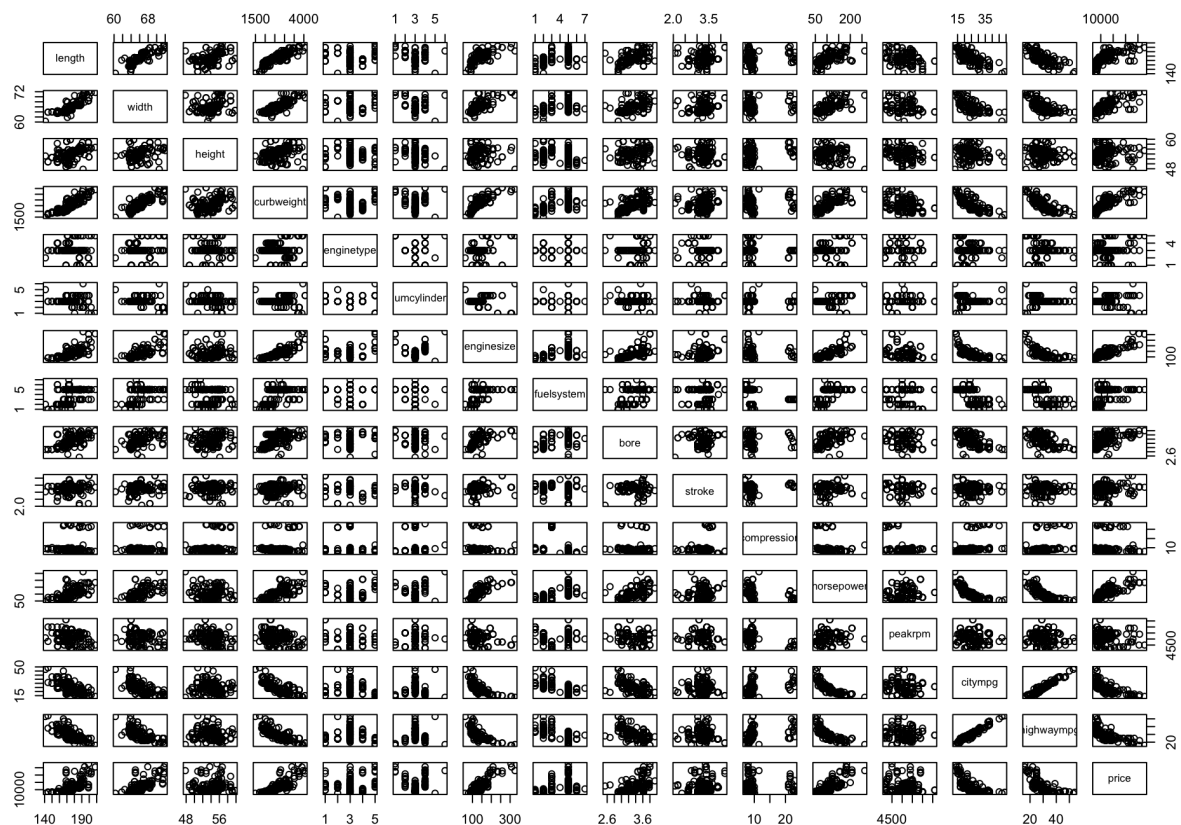 60 68 1500 4000 1 3 5 1 4 7 2.0 3.5 50 200 15 35 10000
length 140
72
60 width
height 60
48
1500 curbweight
enginetype 4
1
5
1 umcylinder
enginesize 100
5
1 fuelsystem
bore 2.6
2.0 stroke
compression 10
50 horsepower
peakrpm 4500
50
15 citympg
highwaympg 20
10000 price
140 190 48 56 1 3 5 100 300 2.6 3.6 10 20 4500 20 40